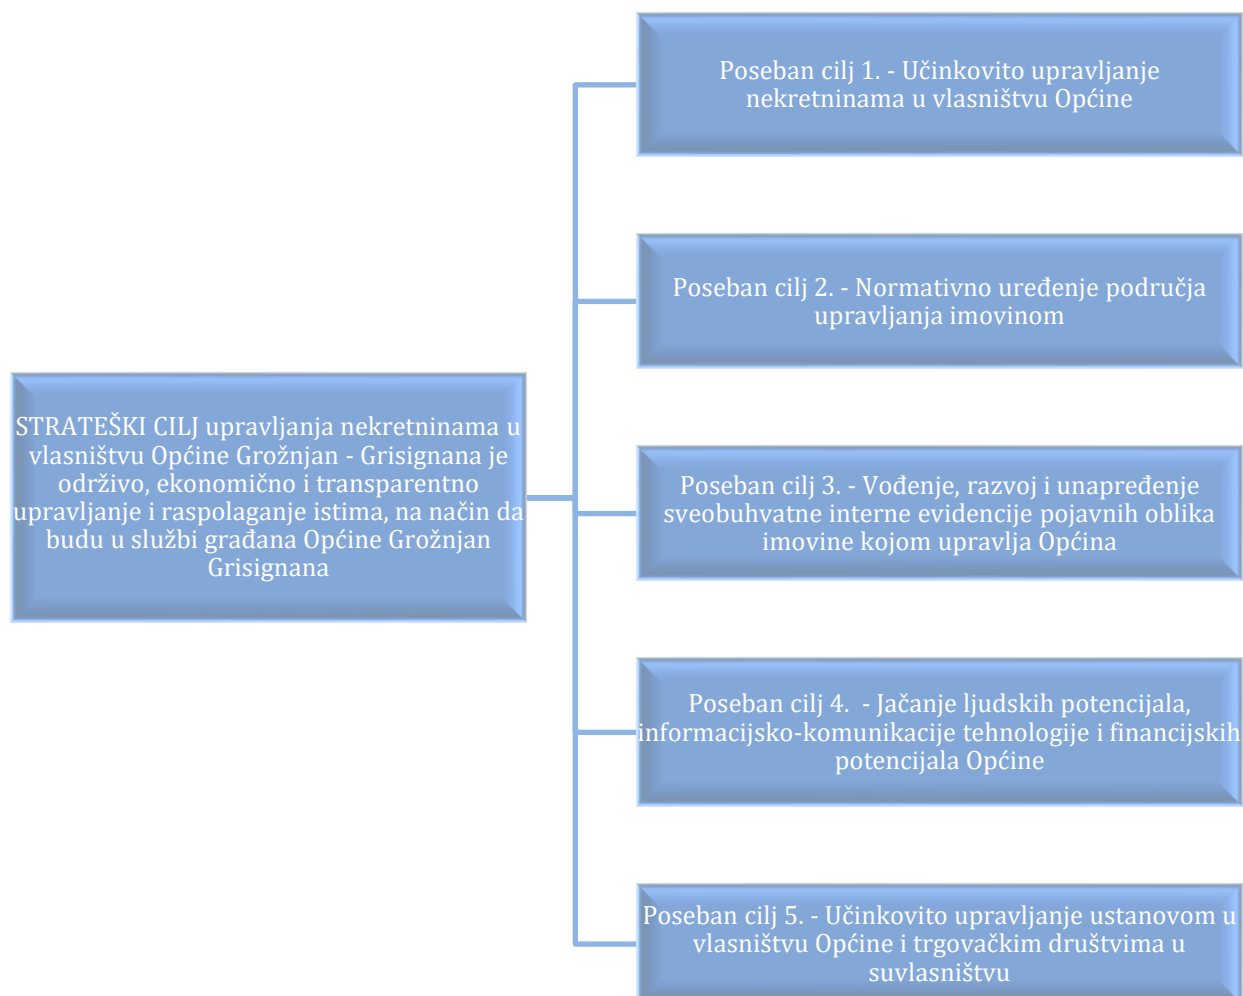 STRATEŠKI CILJ upravljanja nekretninama u
vlasništvu Općine Grožnjan - Grisignana je
održivo, ekonomično i transparentno
upravljanje i raspolaganje istima, na način da
budu u službi građana Općine Grožnjan
Grisignana
Poseban cilj 1. - Učinkovito upravljanje
nekretninama u vlasništvu Općine
Poseban cilj 2. - Normativno uređenje područja
upravljanja imovinom
Poseban cilj 3. - Vođenje, razvoj i unapređenje
sveobuhvatne interne evidencije pojavnih oblika
imovine kojom upravlja Općina
Poseban cilj 4.  - Jačanje ljudskih potencijala,
informacijsko-komunikacije tehnologije i financijskih
potencijala Općine
Poseban cilj 5. - Učinkovito upravljanje ustanovom u
vlasništvu Općine i trgovačkim društvima u
suvlasništvu